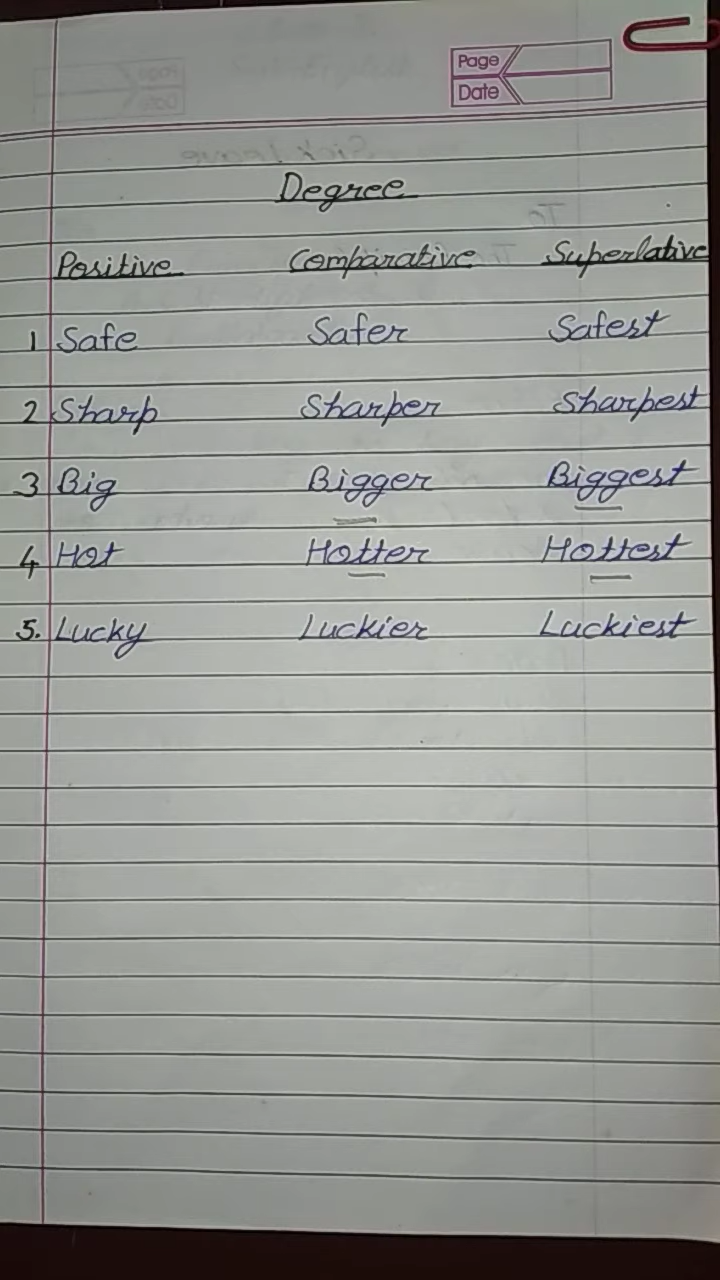 Page
Date
Degree
Positive Comparative Superlative
1 Safe Safer Safest
2 Sharp Sharper Sharpest
3 Big Bigger Biggest
4 Hot Hotter Hottest
5. Lucky Luckier Luckiest